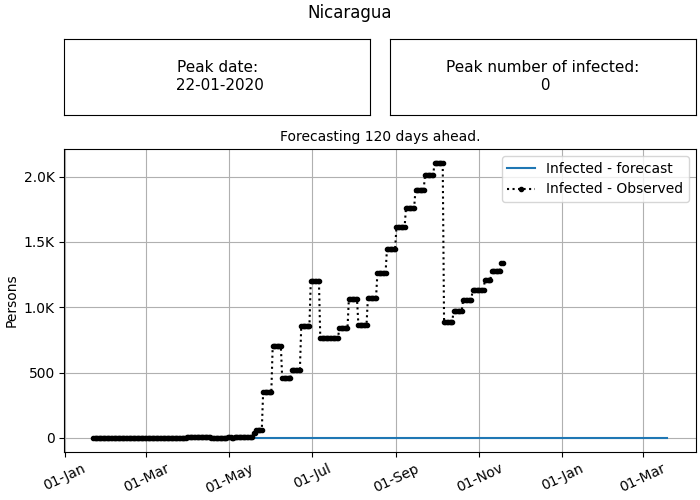 Nicaragua
Peak date:
22-01-2020
Peak number of infected:
0
Forecasting 120 days ahead.
Infected - forecast
Infected - Observed
2.0K
1.5K
1.0K
500
0
Persons
01-Jan
01-Mar
01-May
01-Jul
01-Sep
01-Nov
01-Jan
01-Mar